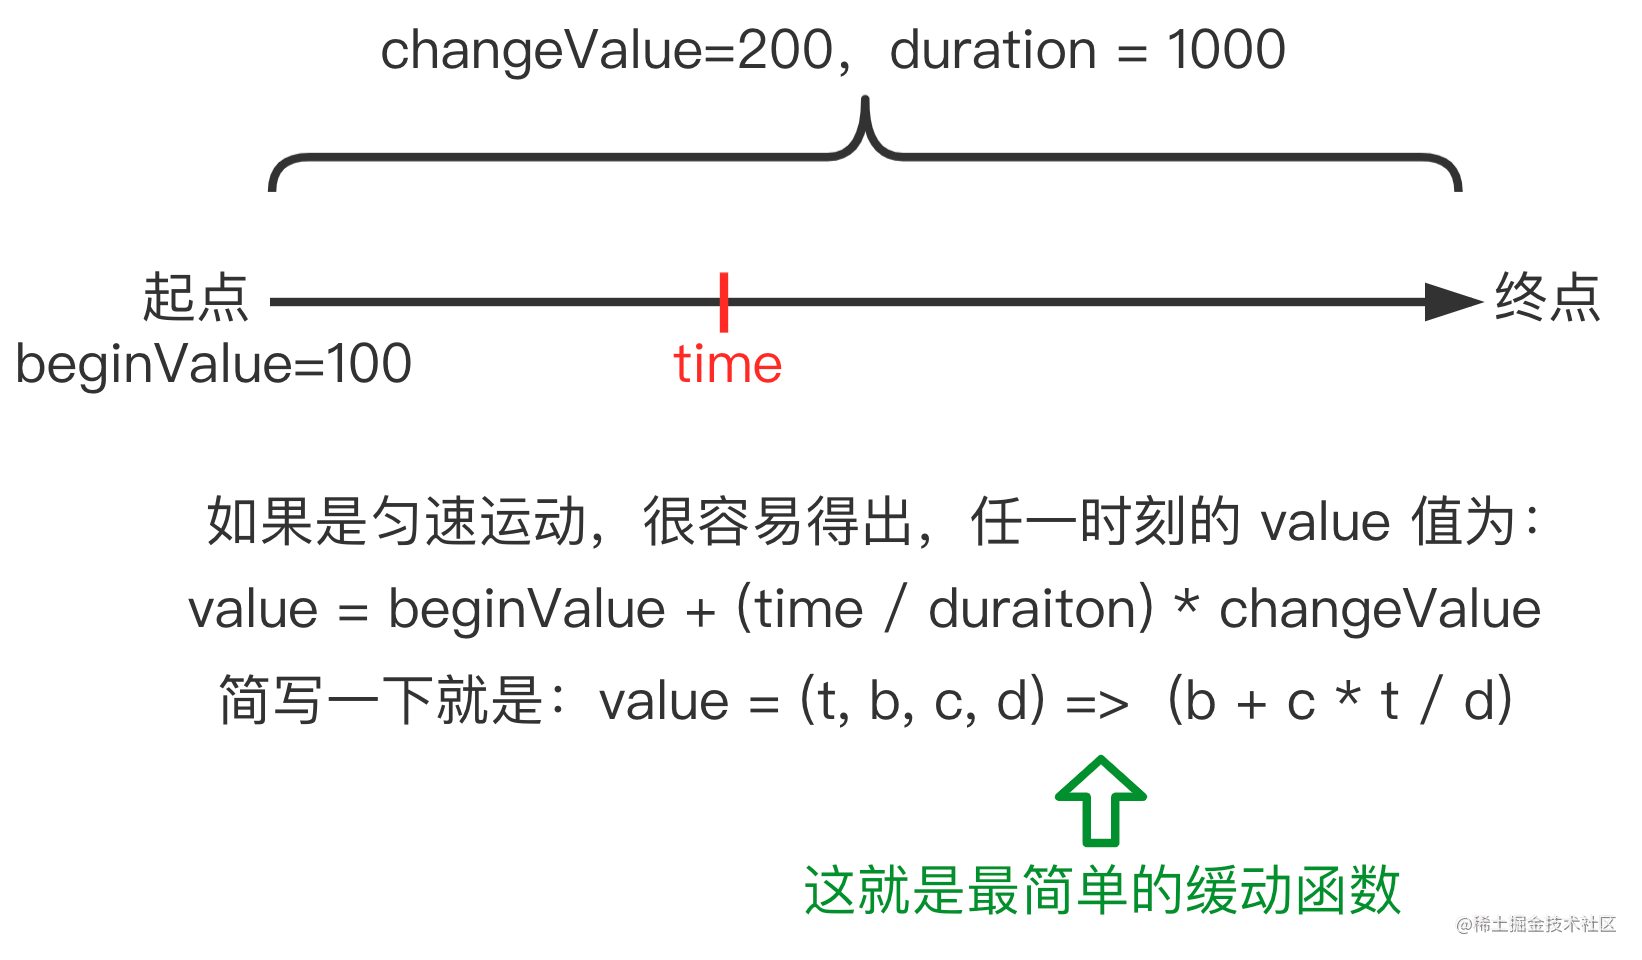 changeValue=200，duration = 1000
起点
终点
beginValue=100
time
如果是匀速运动，很容易得出，任一时刻的 value 值为：
value = beginValue + (time / duraiton) * changeValue
简写一下就是：value = (t, b, c, d) => (b + c * t / d)
这就是最简单的缓动函数
@稀土掘金技术社区